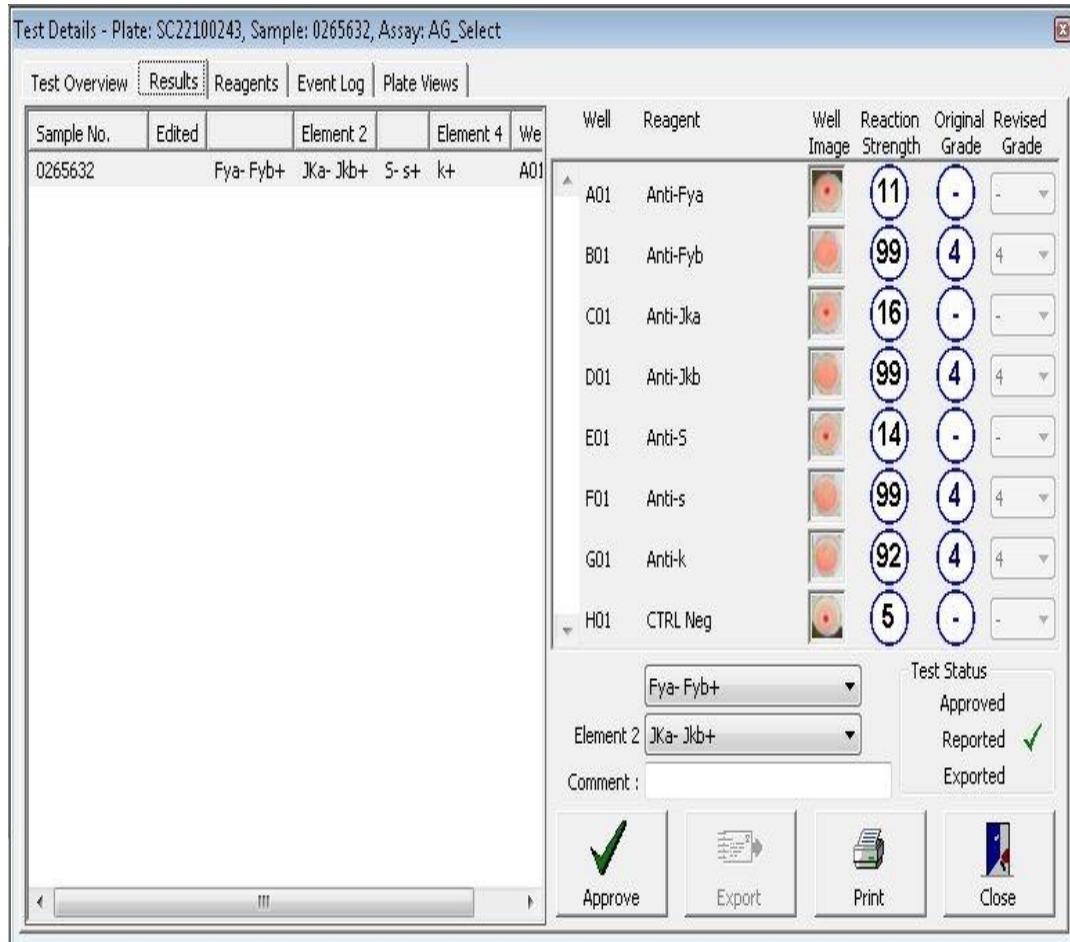 Test Details - Plate: SC22100243, Sample: 0265632, Assay: AG_Select
Test Overview Results Reagents Event Log Plate Views
Sample No. Edited Element 2 Element 4 We
0265632 Fya- Fyb+ JKa- Jkb+ S- s+ k+ A01
Well Reagent Well Image Reaction Strength Original Grade Revised Grade
A01 Anti-Fya 11 - -
B01 Anti-Fyb 99 4 4
C01 Anti-Jka 16 - -
D01 Anti-Jkb 99 4 4
E01 Anti-S 14 - -
F01 Anti-s 99 4 4
G01 Anti-k 92 4 4
H01 CTRL Neg 5 - -
Fya- Fyb+
Element 2 JKa- Jkb+
Comment :
Test Status
Approved
Reported
Exported
Approve Export Print Close